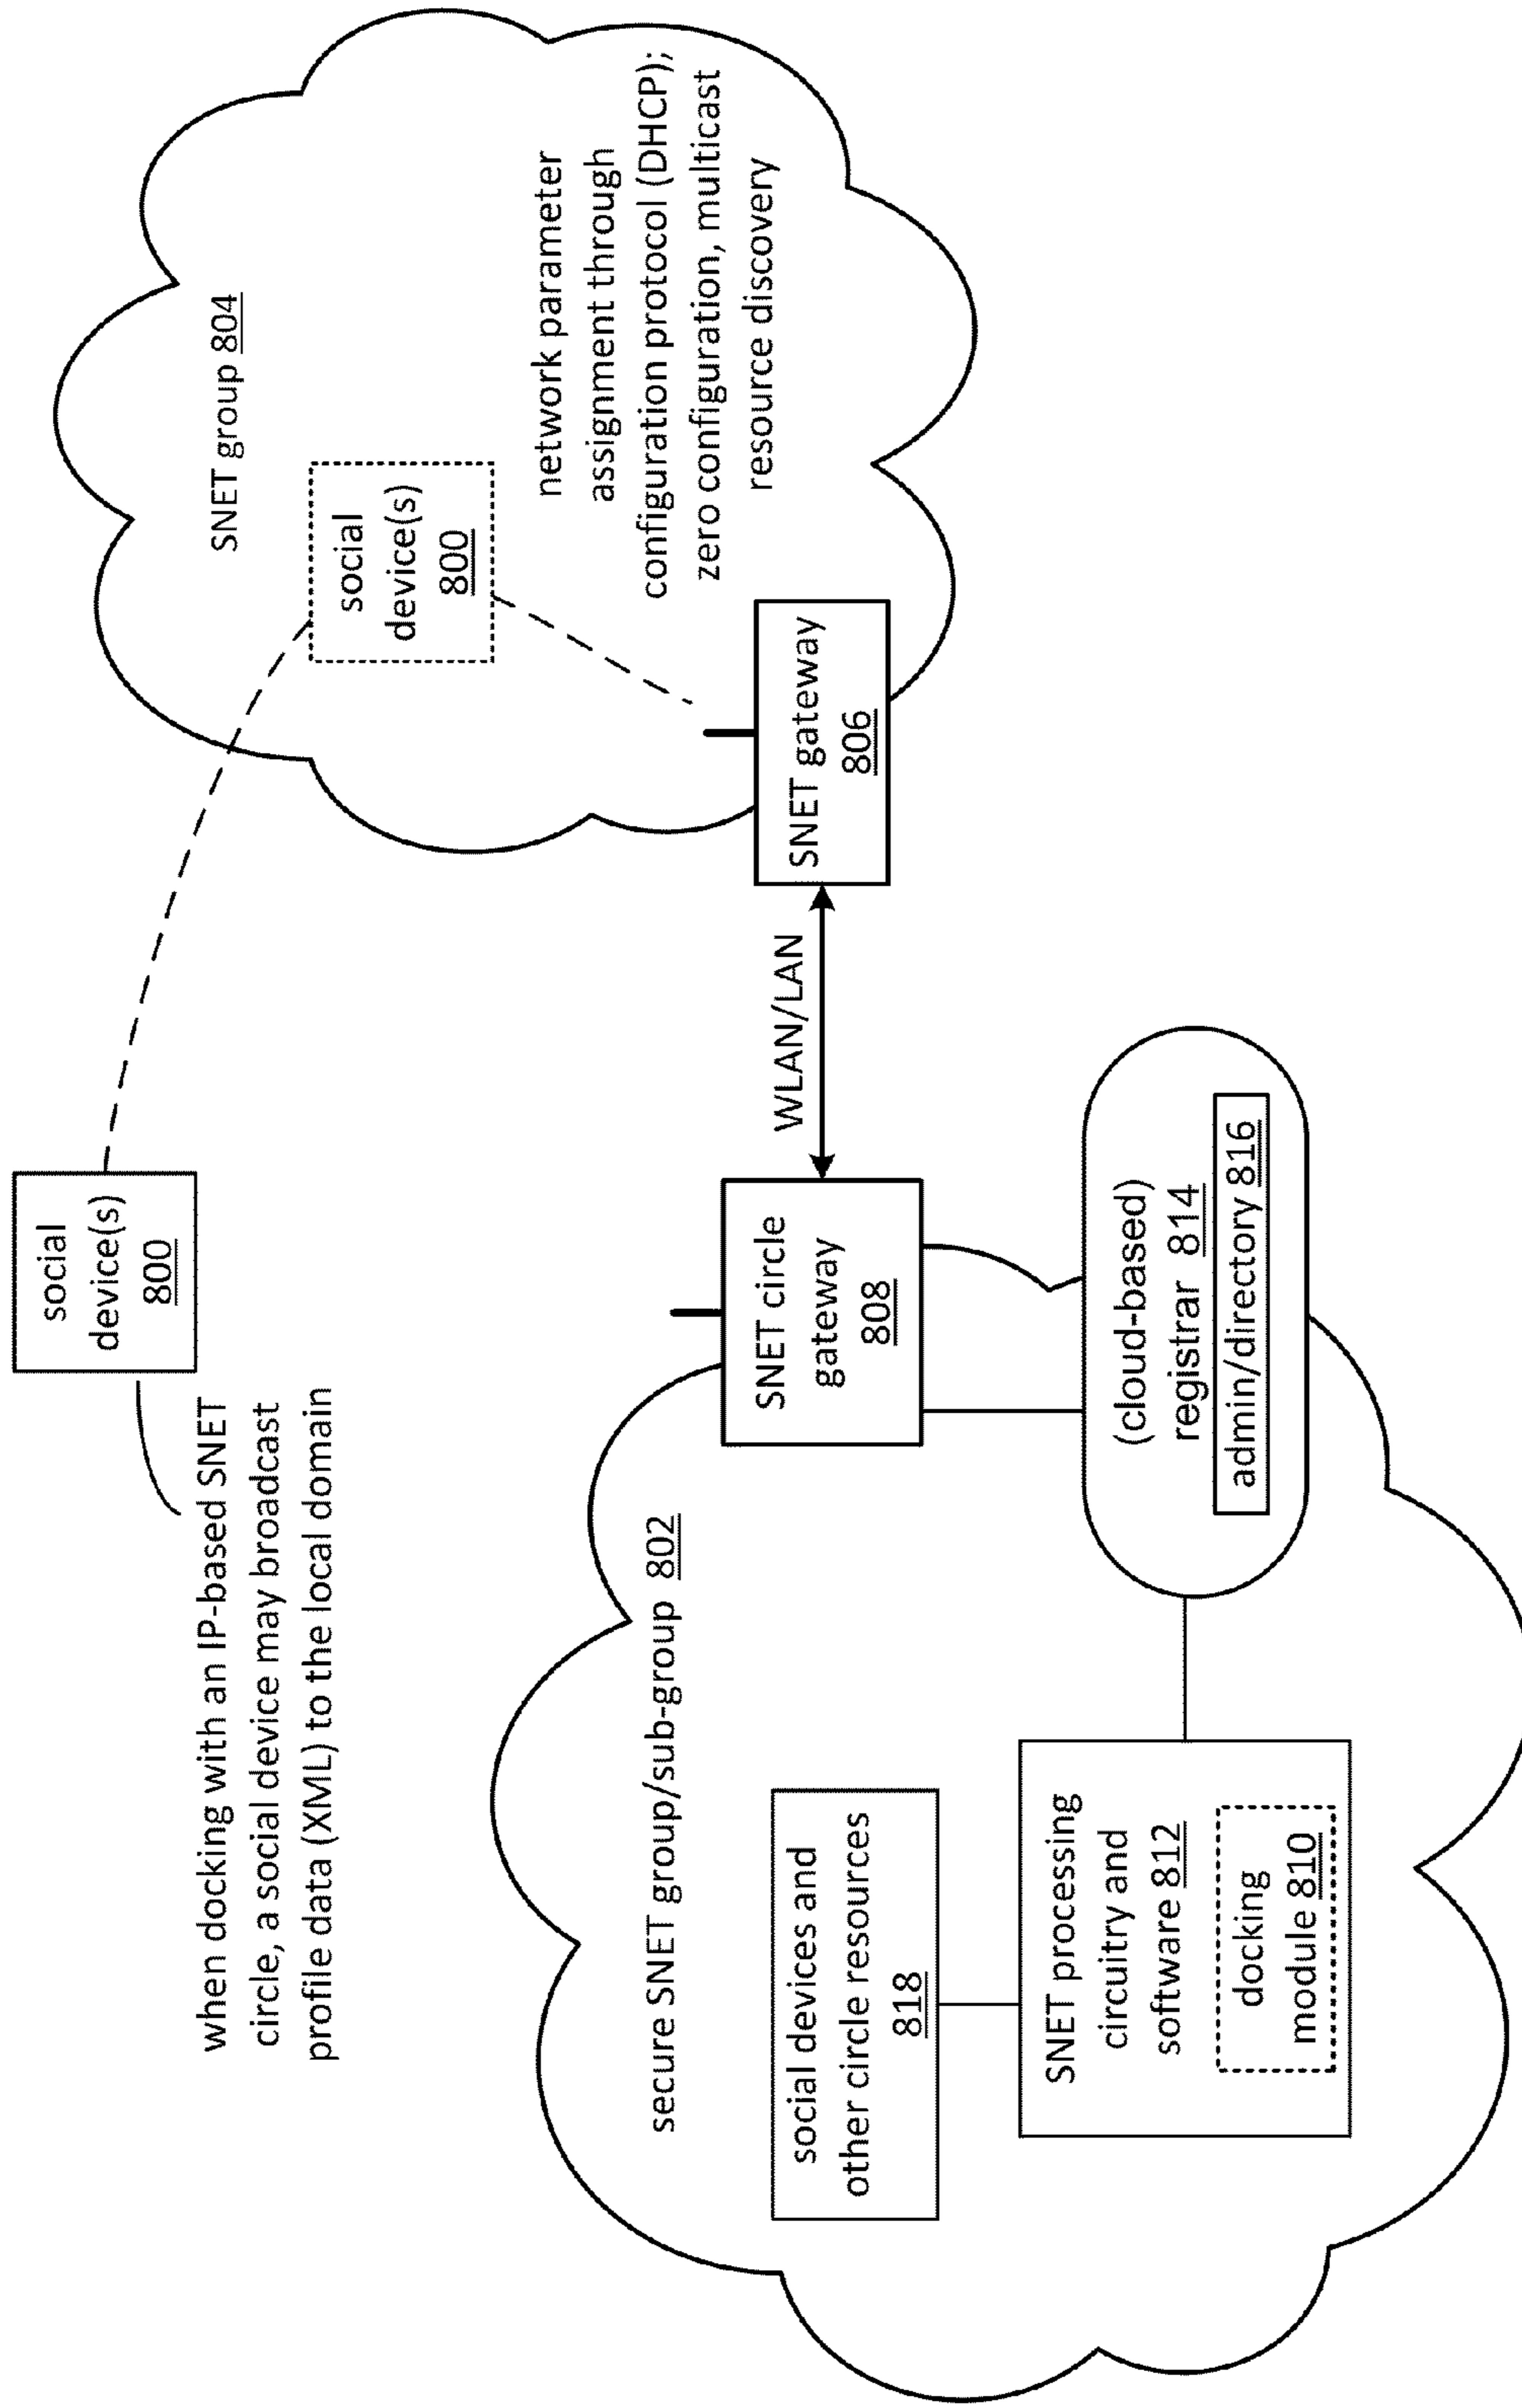 social
device(s)
800
when docking with an IP-based SNET
circle, a social device may broadcast
profile data (XML) to the local domain
SNET group 804
social
device(s)
800
network parameter
assignment through
configuration protocol (DHCP);
zero configuration, multicast
resource discovery
SNET gateway
806
WLAN/LAN
SNET circle
gateway
808
secure SNET group/sub-group 802
social devices and
other circle resources
818
SNET processing
circuitry and
software 812
docking
module 810
(cloud-based)
registrar 814
admin/directory 816